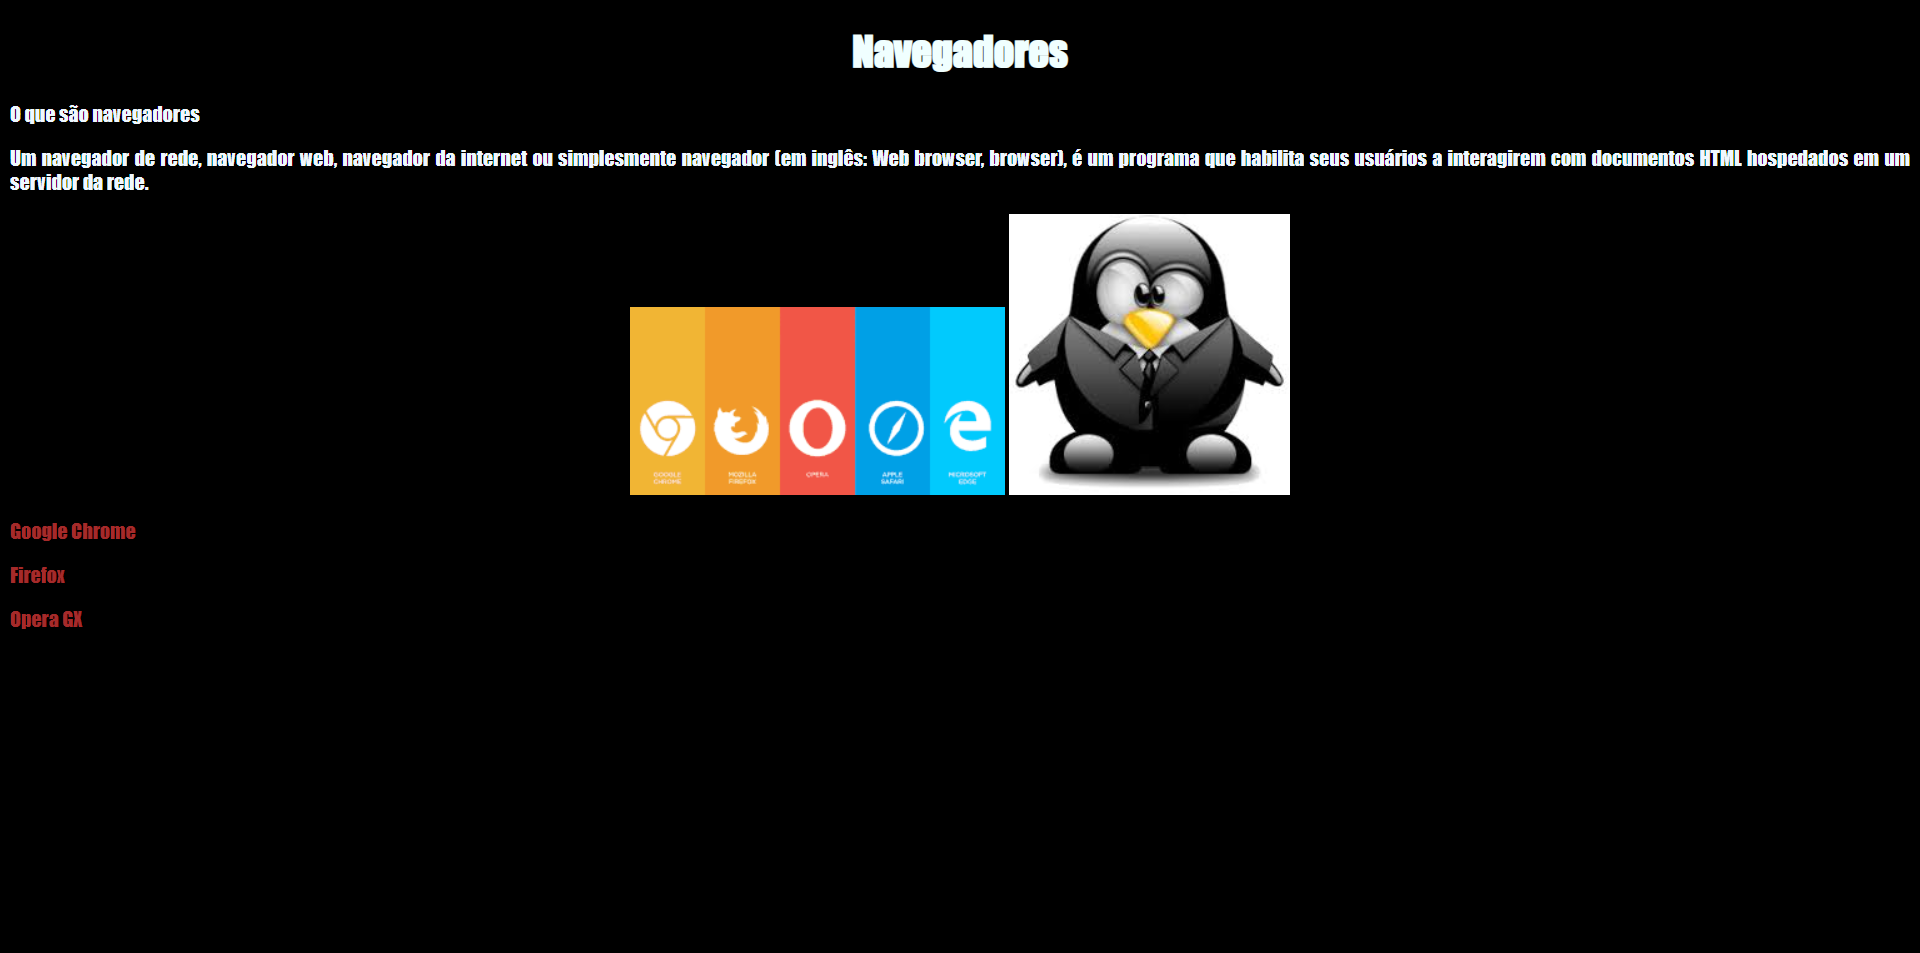 Navegadores
O que são navegadores
Um navegador de rede, navegador web, navegador da internet ou simplesmente navegador (em inglês: Web browser, browser), é um programa que habilita seus usuários a interagirem com documentos HTML hospedados em um
servidor da rede.
GOOGLE CHROME
MOZILLA FIREFOX
OPERA
APPLE SAFARI
MICROSOFT EDGE
Google Chrome
Firefox
Opera GX